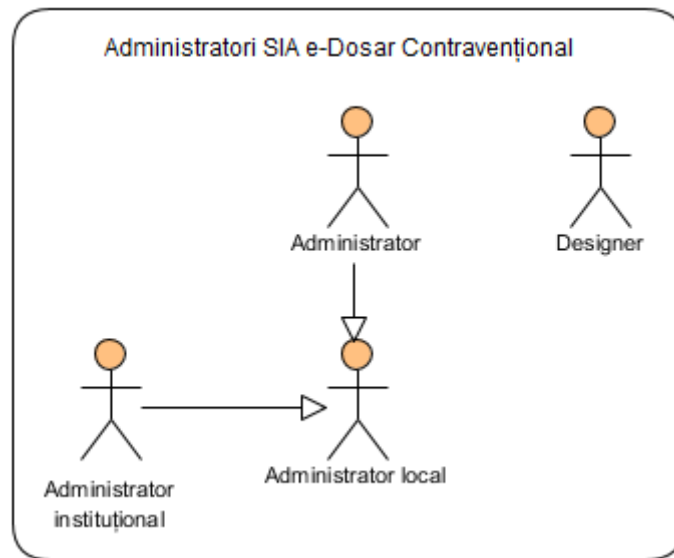 Administratori SIA e-Dosar Contravențional
Administrator
Designer
Administrator local
Administrator
instituțional